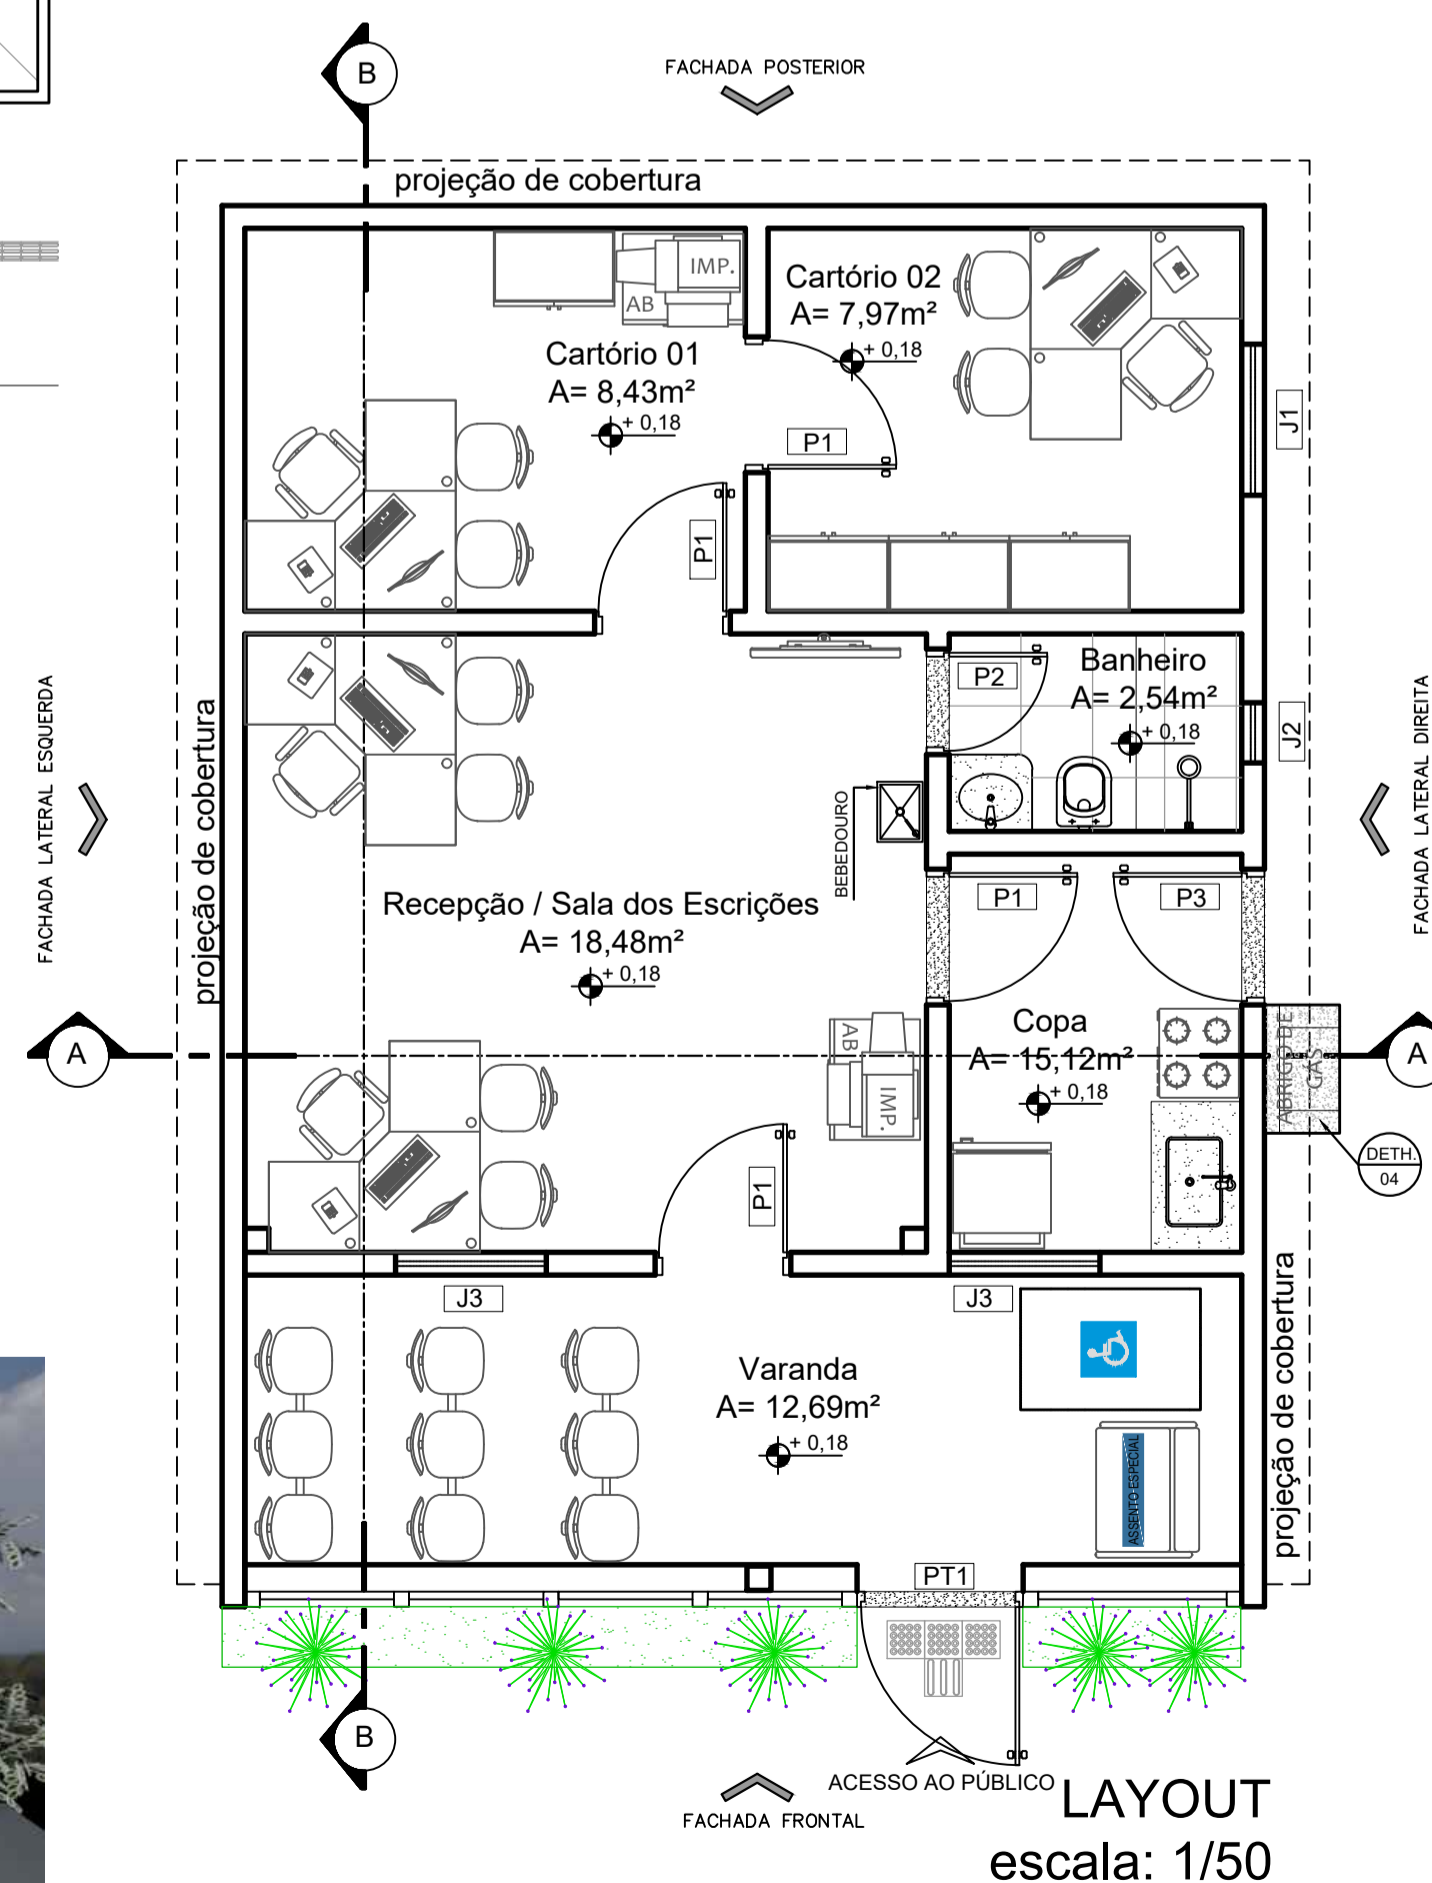 B
FACHADA POSTERIOR
projeção de cobertura
IMP.
AB
Cartório 02
A= 7,97m²
+ 0,18
Cartório 01
A= 8,43m²
+ 0,18
P1
J1
P1
P2
Banheiro
A= 2,54m²
+ 0,18
J2
FACHADA LATERAL ESQUERDA
projeção de cobertura
BEBEDOURO
FACHADA LATERAL DIREITA
P1
P3
Recepção / Sala dos Escrições
A= 18,48m²
+ 0,18
A
Copa
A= 15,12m²
+ 0,18
AB
IMP.
ABRIGO DE
GÁS
A
DETH.
04
P1
J3
J3
projeção de cobertura
Varanda
A= 12,69m²
+ 0,18
ASSENTO ESPECIAL
PT1
B
ACESSO AO PÚBLICO
FACHADA FRONTAL
LAYOUT
escala: 1/50